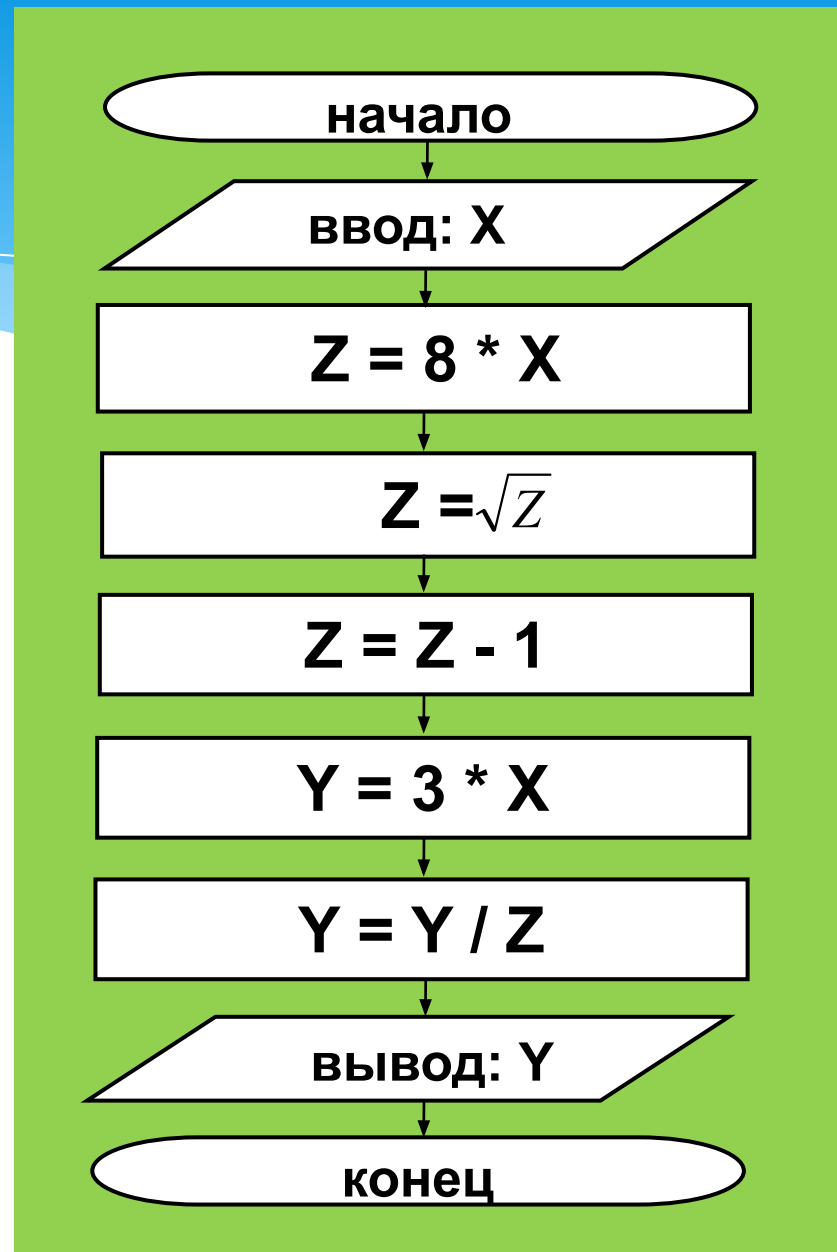 начало
ввод: X
Z = 8 * X
Z = √Z
Z = Z - 1
Y = 3 * X
Y = Y / Z
вывод: Y
конец